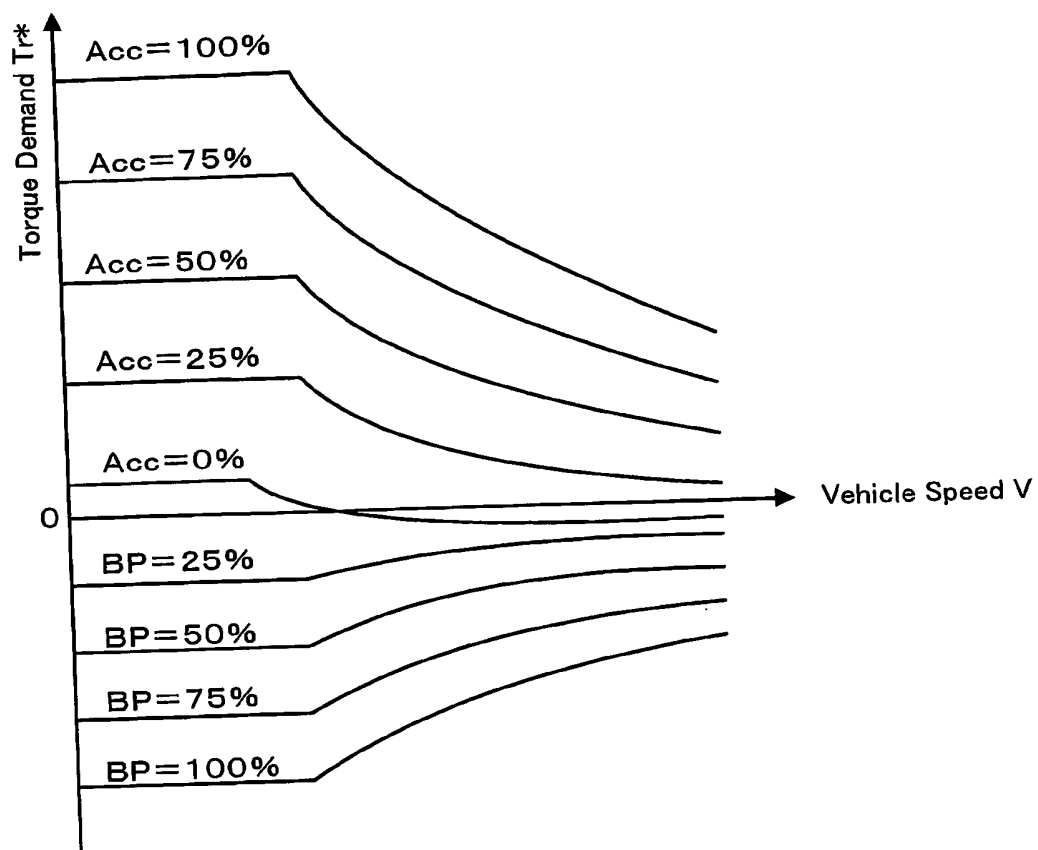 Torque Demand Tr*
Acc=100%
Acc=75%
Acc=50%
Acc=25%
Acc=0%
0
Vehicle Speed V
BP=25%
BP=50%
BP=75%
BP=100%